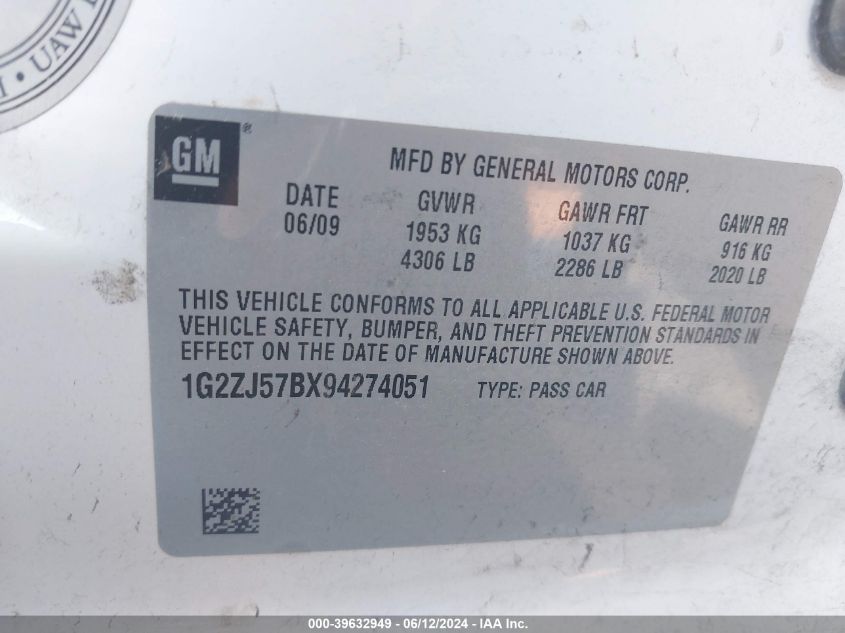 • UAW
GM ®
MFD BY GENERAL MOTORS CORP.
DATE GVWR GAWR FRT GAWR RR
06/09 1953 KG 1037 KG 916 KG
4306 LB 2286 LB 2020 LB
THIS VEHICLE CONFORMS TO ALL APPLICABLE U.S. FEDERAL MOTOR
VEHICLE SAFETY, BUMPER, AND THEFT PREVENTION STANDARDS IN
EFFECT ON THE DATE OF MANUFACTURE SHOWN ABOVE.
1G2ZJ57BX94274051 TYPE: PASS CAR
000-39632949 - 06/12/2024 - IAA Inc.